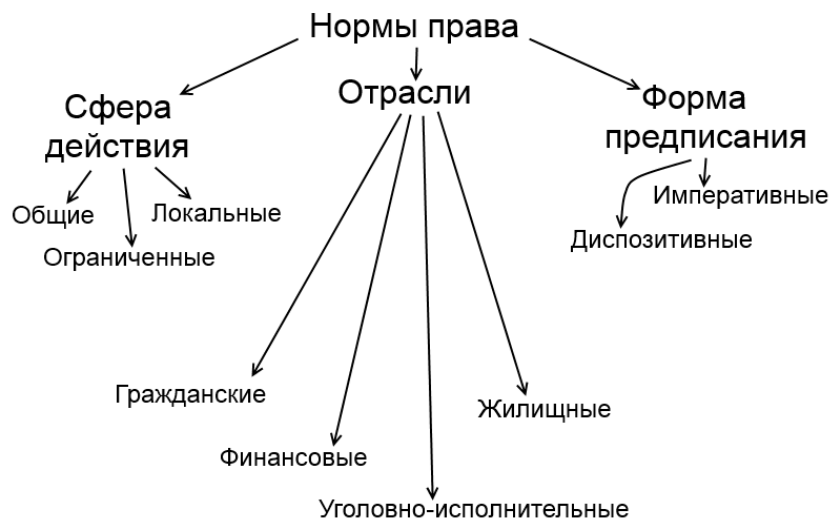 Нормы права
Сфера
действия
Отрасли
Форма
предписания
Общие
Локальные
Ограниченные
Императивные
Диспозитивные
Гражданские
Жилищные
Финансовые
Уголовно-исполнительные